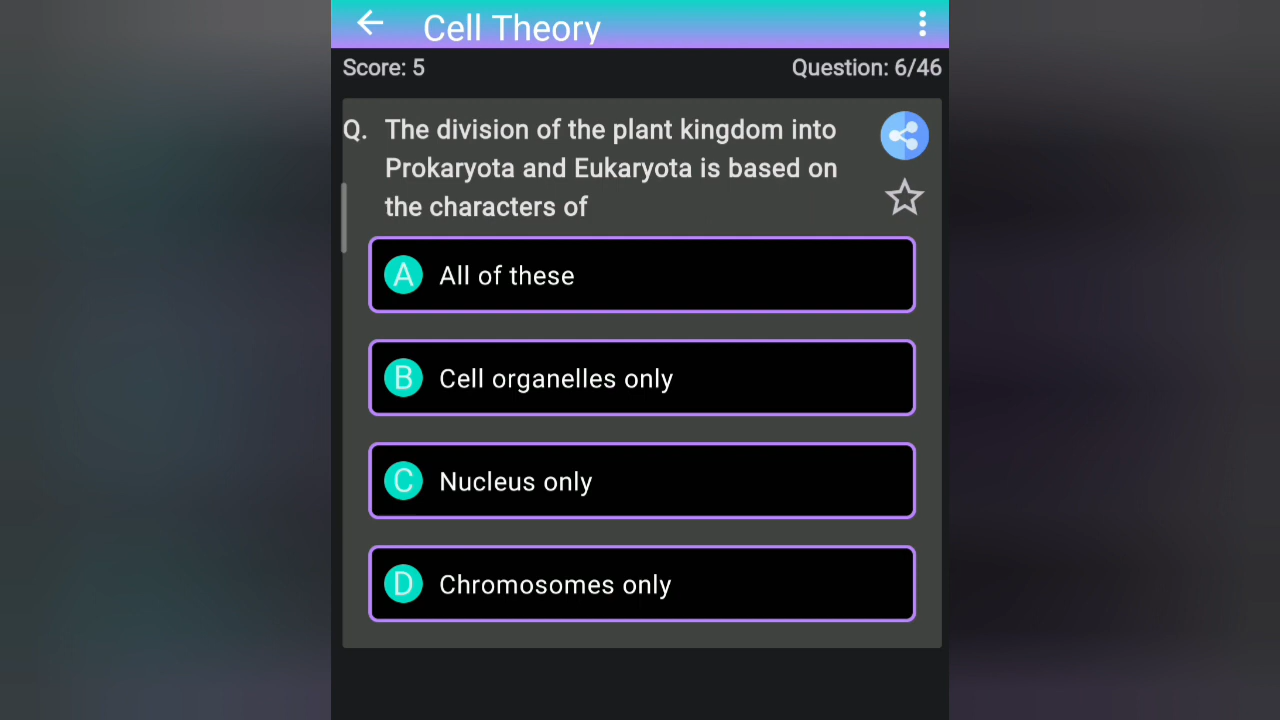 Cell Theory
Score: 5
Question: 6/46
Q. The division of the plant kingdom into
Prokaryota and Eukaryota is based on
the characters of
A All of these
B Cell organelles only
C Nucleus only
D Chromosomes only